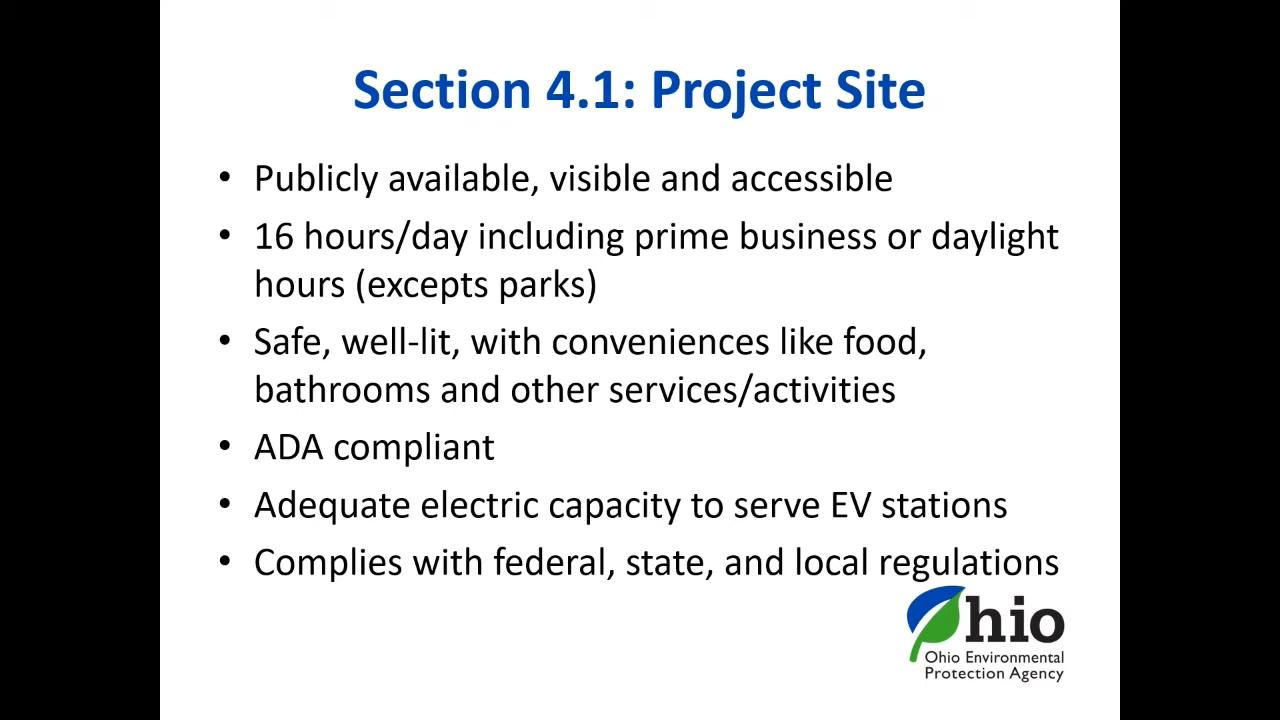 Section 4.1: Project Site
• Publicly available, visible and accessible
• 16 hours/day including prime business or daylight
hours (excepts parks)
• Safe, well-lit, with conveniences like food,
bathrooms and other services/activities
• ADA compliant
• Adequate electric capacity to serve EV stations
• Complies with federal, state, and local regulations
hio
Ohio Environmental
Protection Agency